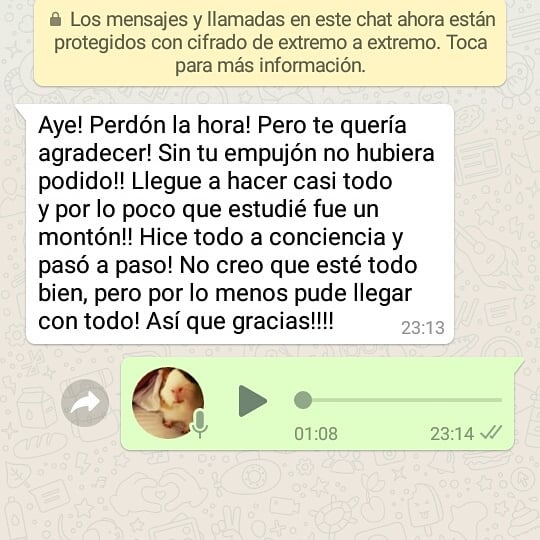 Los mensajes y llamadas en este chat ahora están
protegidos con cifrado de extremo a extremo. Toca
para más información.
Aye! Perdón la hora! Pero te quería
agradecer! Sin tu empujón no hubiera
podido!! Llegue a hacer casi todo
y por lo poco que estudié fue un
montón!! Hice todo a conciencia y
pasó a paso! No creo que esté todo
bien, pero por lo menos pude llegar
con todo! Así que gracias!!!!
23:13
01:08
23:14